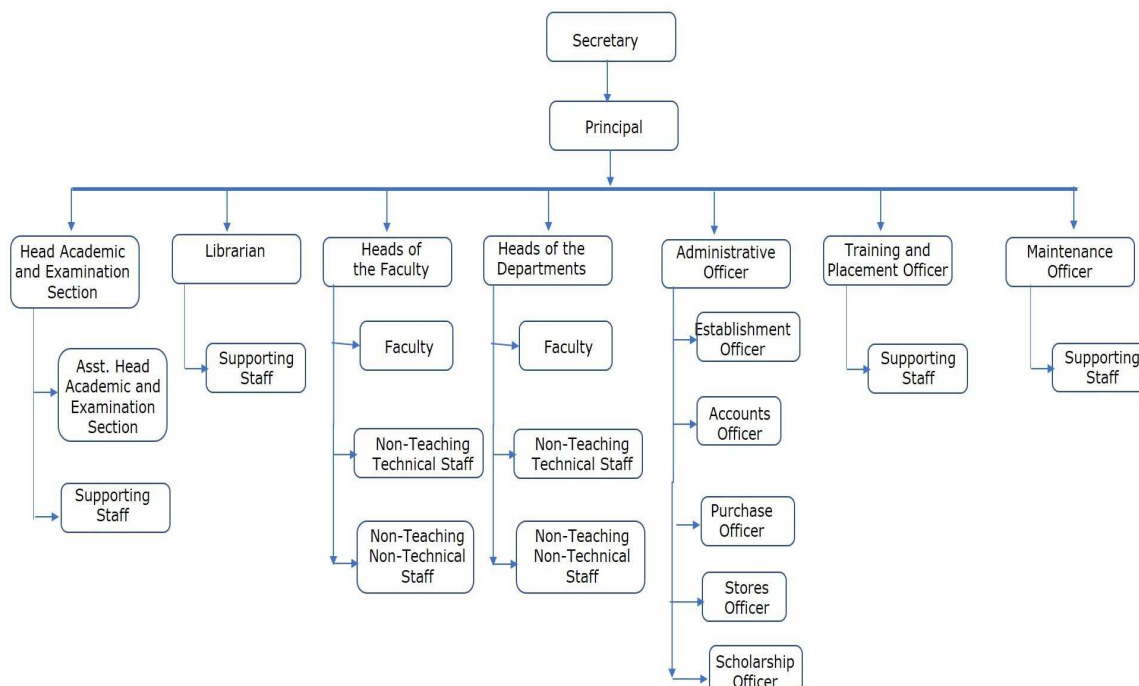 Secretary
Principal
Head Academic
and Examination
Section
Librarian
Heads of
the Faculty
Heads of the
Departments
Administrative
Officer
Training and
Placement Officer
Maintenance
Officer
Asst. Head
Academic and
Examination
Section
Supporting
Staff
Supporting
Staff
Faculty
Non-Teaching
Technical Staff
Non-Teaching
Non-Technical
Staff
Faculty
Non-Teaching
Technical Staff
Non-Teaching
Non-Technical
Staff
Establishment
Officer
Accounts
Officer
Purchase
Officer
Stores
Officer
Scholarship
Officer
Supporting
Staff
Supporting
Staff